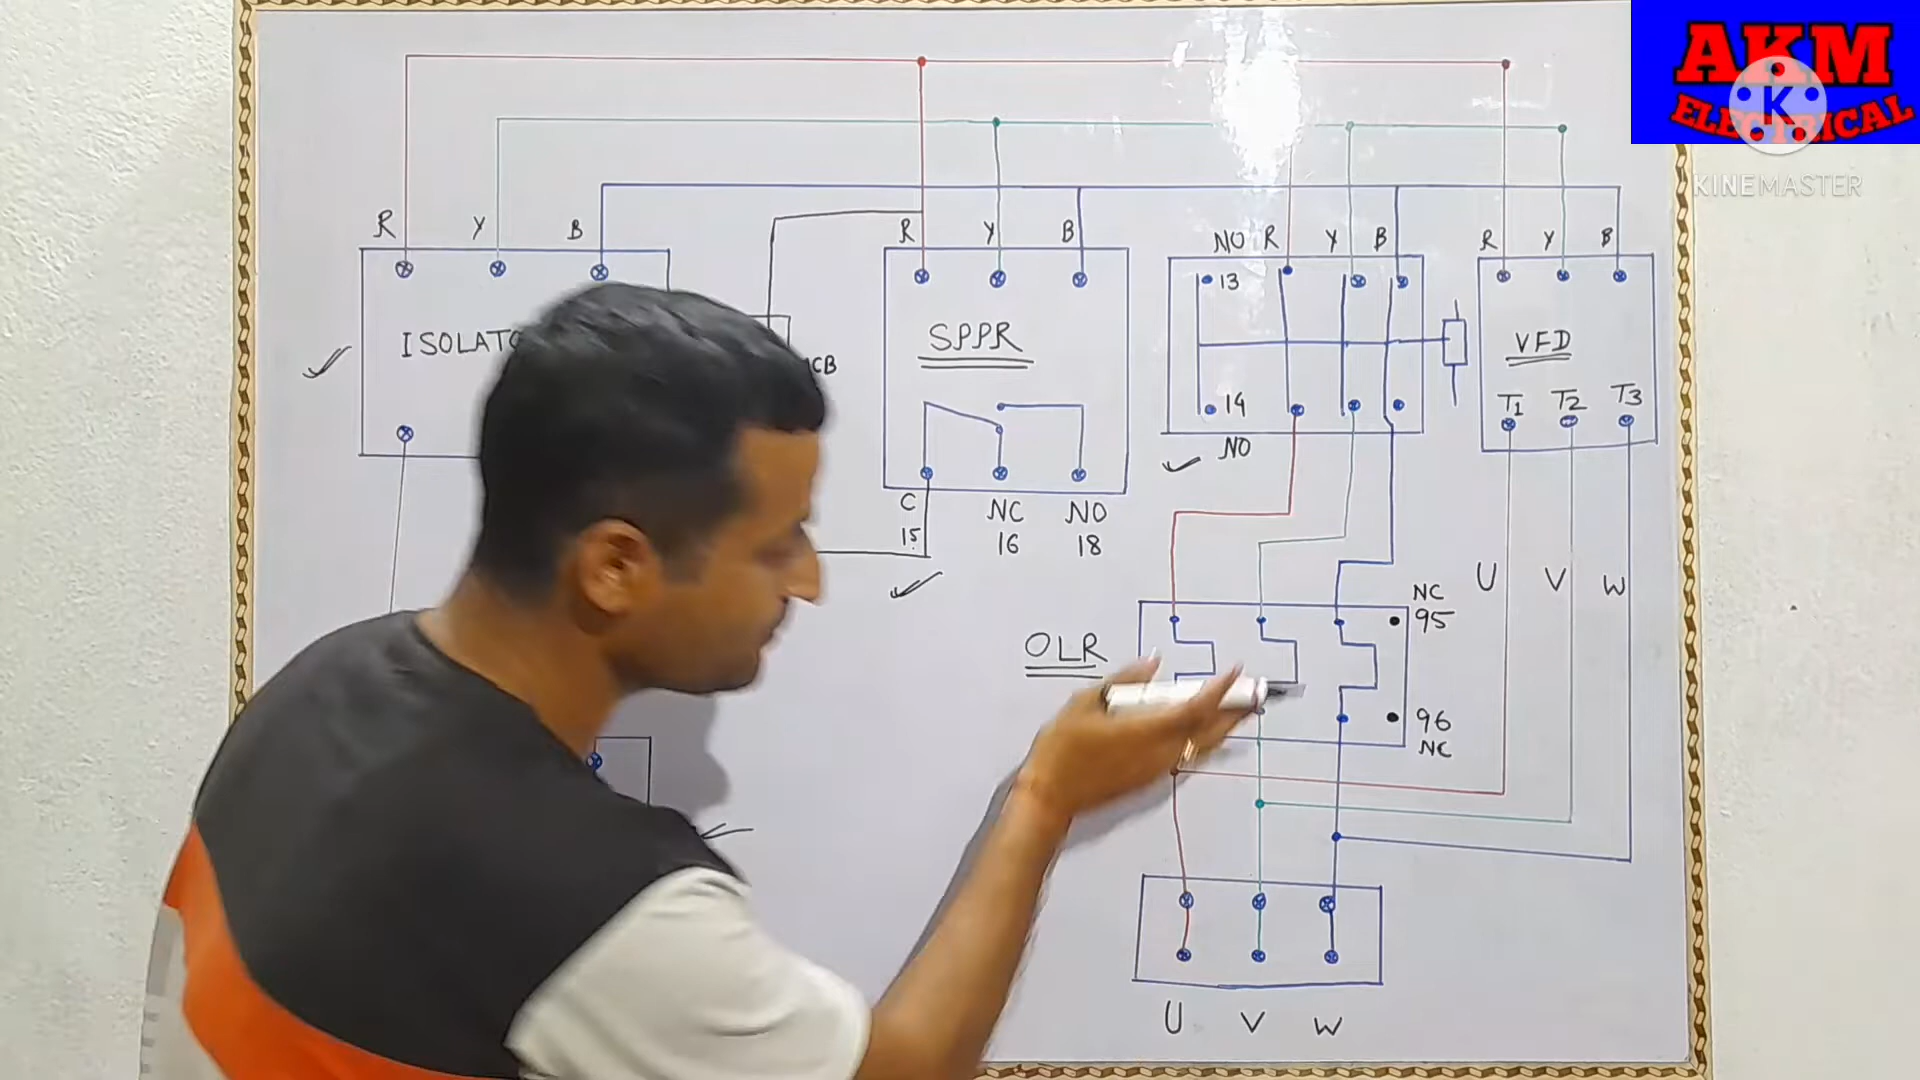 AKM
ELECTRICAL
K
KINEMASTER
R Y B
R Y B
NO R Y B
R Y B
13
ISOLATO
SPPR
VFD
CB
T1 T2 T3
14
NO
C NC NO
15 16 18
U V W
NC
95
OLR
96
NC
U V W